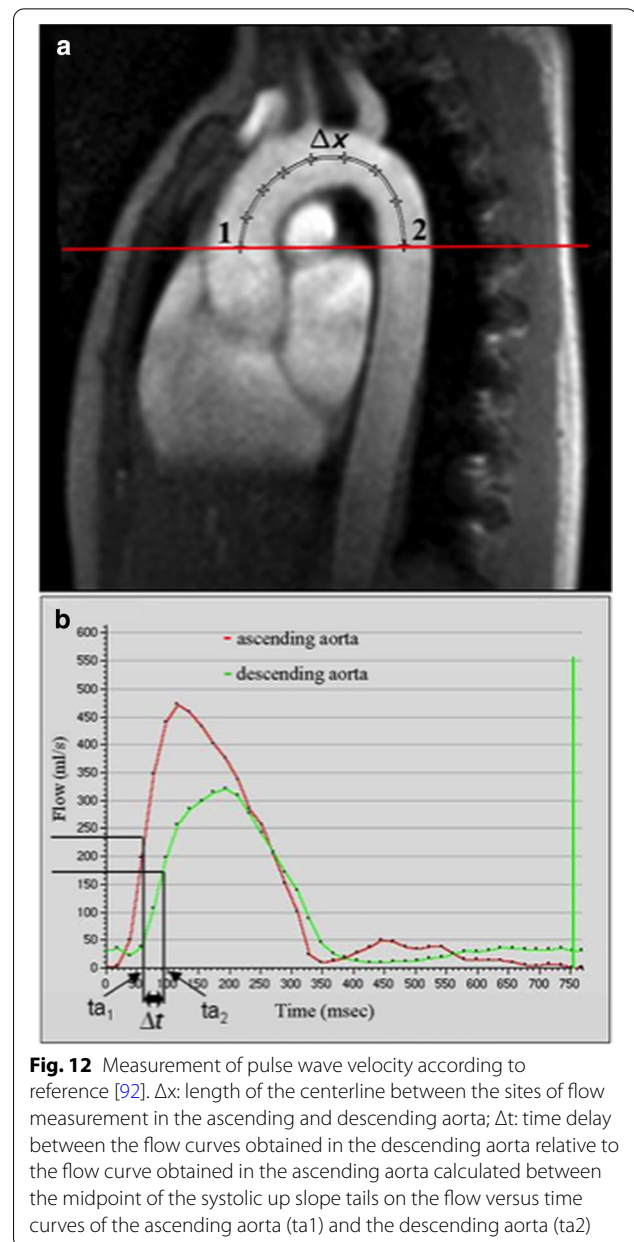 a
Δx
1
2
b
600
550
500
450
400
350
300
250
200
150
100
50
0
Flow (ml/s)
ascending aorta
descending aorta
0 50 100 150 200 250 300 350 400 450 500 550 600 650 700 750
ta1
Δt
ta2
Time (msec)
Fig. 12 Measurement of pulse wave velocity according to
reference [92]. Δx: length of the centerline between the sites of flow
measurement in the ascending and descending aorta; Δt: time delay
between the flow curves obtained in the descending aorta relative to
the flow curve obtained in the ascending aorta calculated between
the midpoint of the systolic up slope tails on the flow versus time
curves of the ascending aorta (ta1) and the descending aorta (ta2)